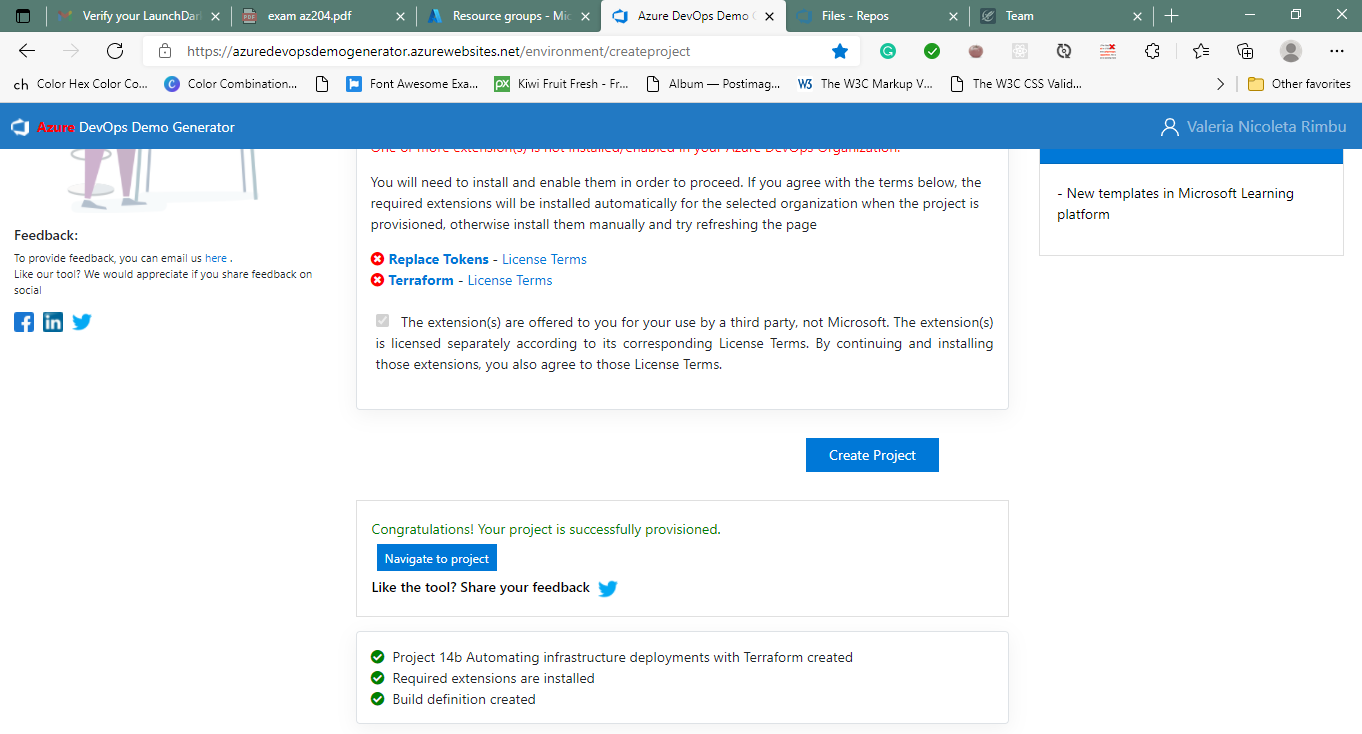 Verify your LaunchDar
exam az204.pdf
Resource groups - Mic
Azure DevOps Demo G
Files - Repos
Team
https://azuredevopsdemogenerator.azurewebsites.net/environment/createproject
ch Color Hex Color Co...
Color Combination...
Font Awesome Exa...
Kiwi Fruit Fresh - Fr...
Album — Postimag...
The W3C Markup V...
The W3C CSS Valid...
Other favorites
Azure DevOps Demo Generator
Valeria Nicoleta Rimbu
Feedback:
To provide feedback, you can email us here .
Like our tool? We would appreciate if you share feedback on
social
One or more extension(s) is not installed/enabled in your Azure DevOps Organization.
You will need to install and enable them in order to proceed. If you agree with the terms below, the
required extensions will be installed automatically for the selected organization when the project is
provisioned, otherwise install them manually and try refreshing the page
Replace Tokens - License Terms
Terraform - License Terms
The extension(s) are offered to you for your use by a third party, not Microsoft. The extension(s)
is licensed separately according to its corresponding License Terms. By continuing and installing
those extensions, you also agree to those License Terms.
Create Project
Congratulations! Your project is successfully provisioned.
Navigate to project
Like the tool? Share your feedback
Project 14b Automating infrastructure deployments with Terraform created
Required extensions are installed
Build definition created
- New templates in Microsoft Learning
platform